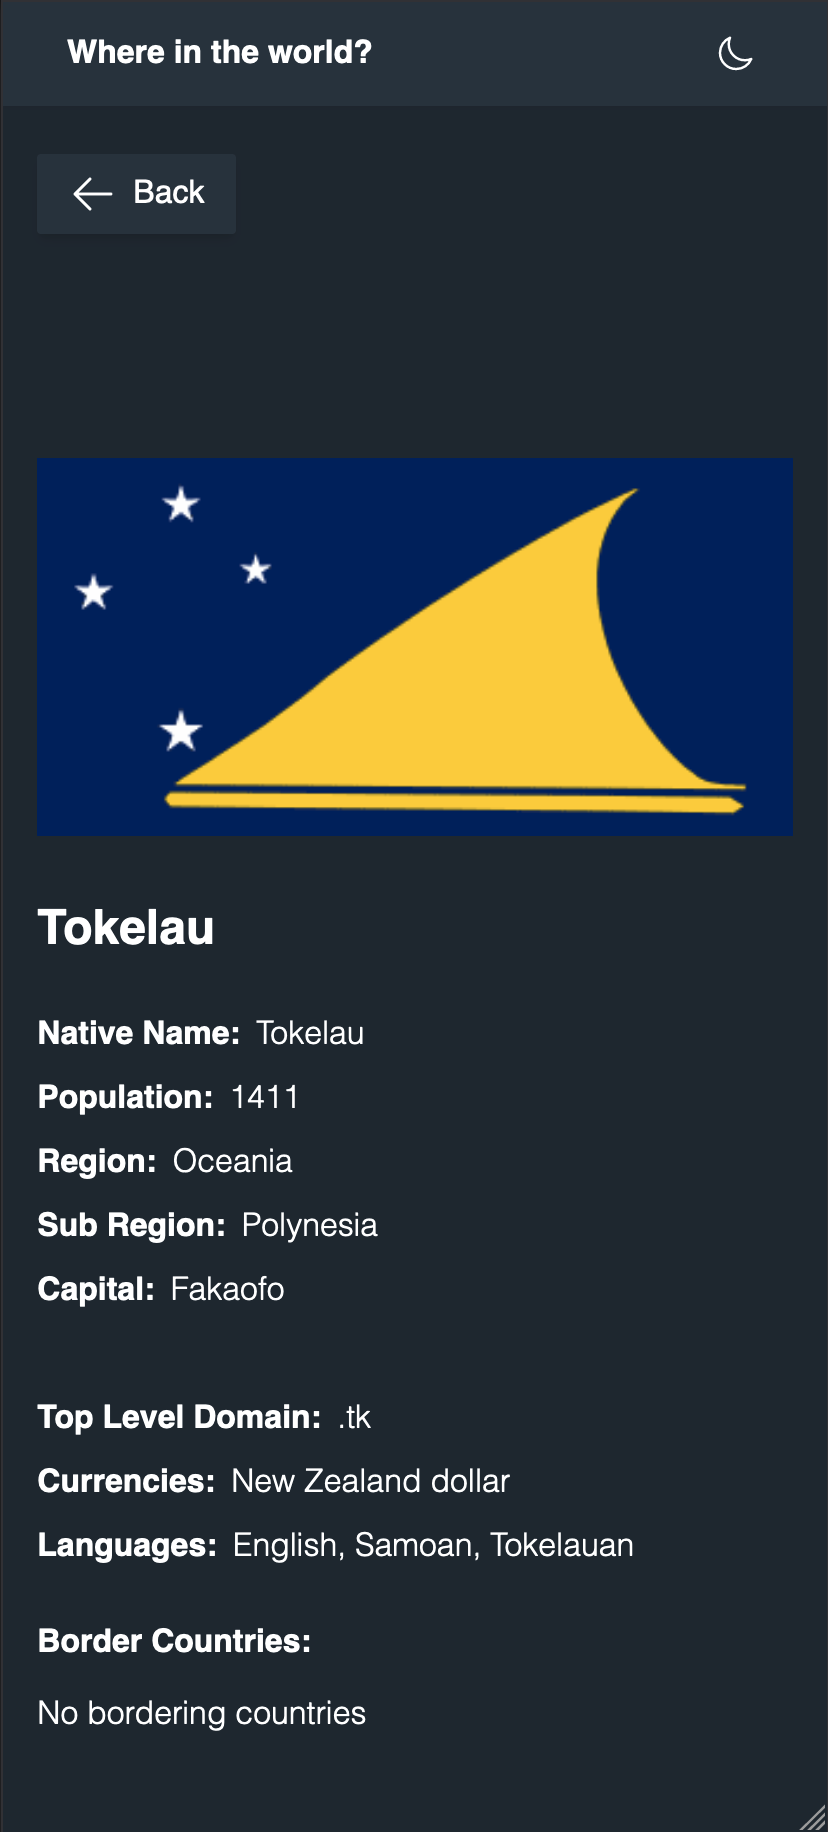 Where in the world?
Back
Tokelau
Native Name: Tokelau
Population: 1411
Region: Oceania
Sub Region: Polynesia
Capital: Fakaofo
Top Level Domain: .tk
Currencies: New Zealand dollar
Languages: English, Samoan, Tokelauan
Border Countries:
No bordering countries